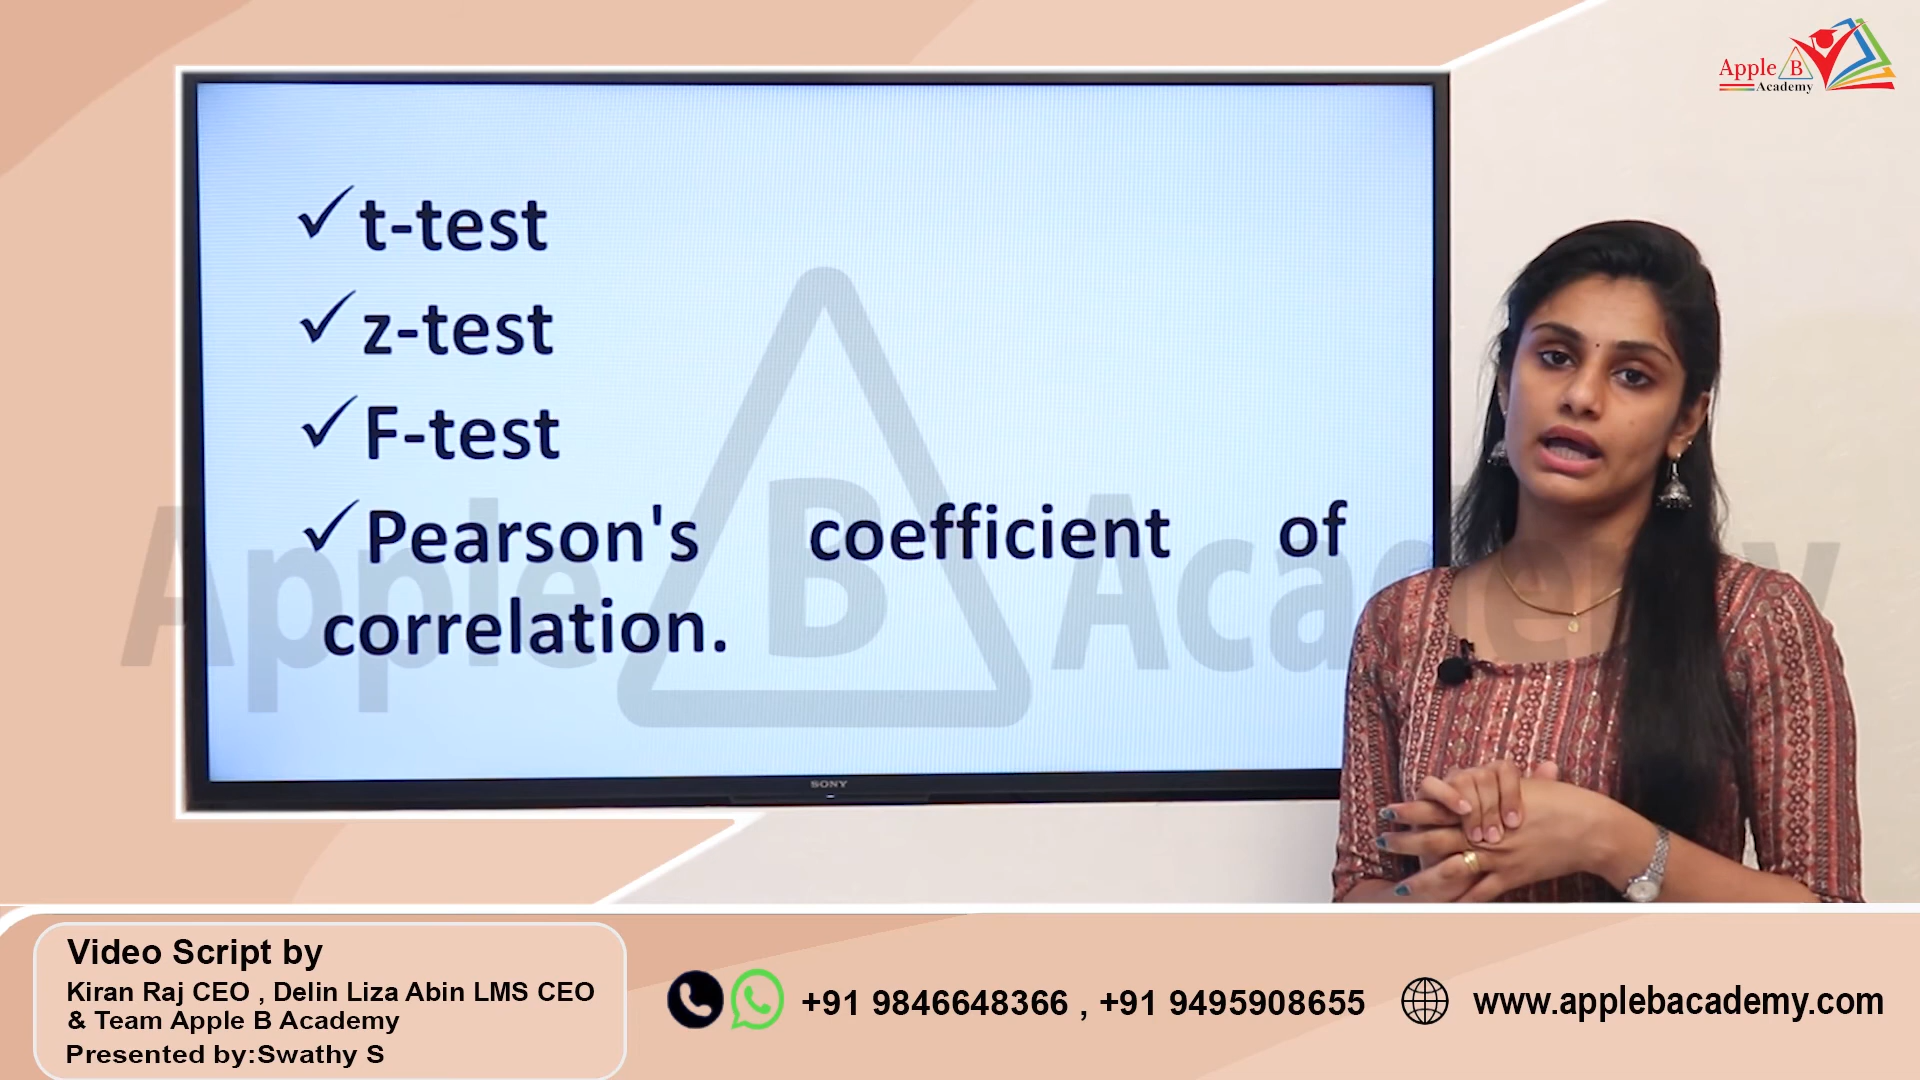 Apple B
Academy
✓ t-test
✓ z-test
✓ F-test
✓ Pearson's coefficient of
correlation.
Apple B Academy
SONY
Video Script by
Kiran Raj CEO , Delin Liza Abin LMS CEO
& Team Apple B Academy
Presented by:Swathy S
+91 9846648366 , +91 9495908655
www.applebacademy.com